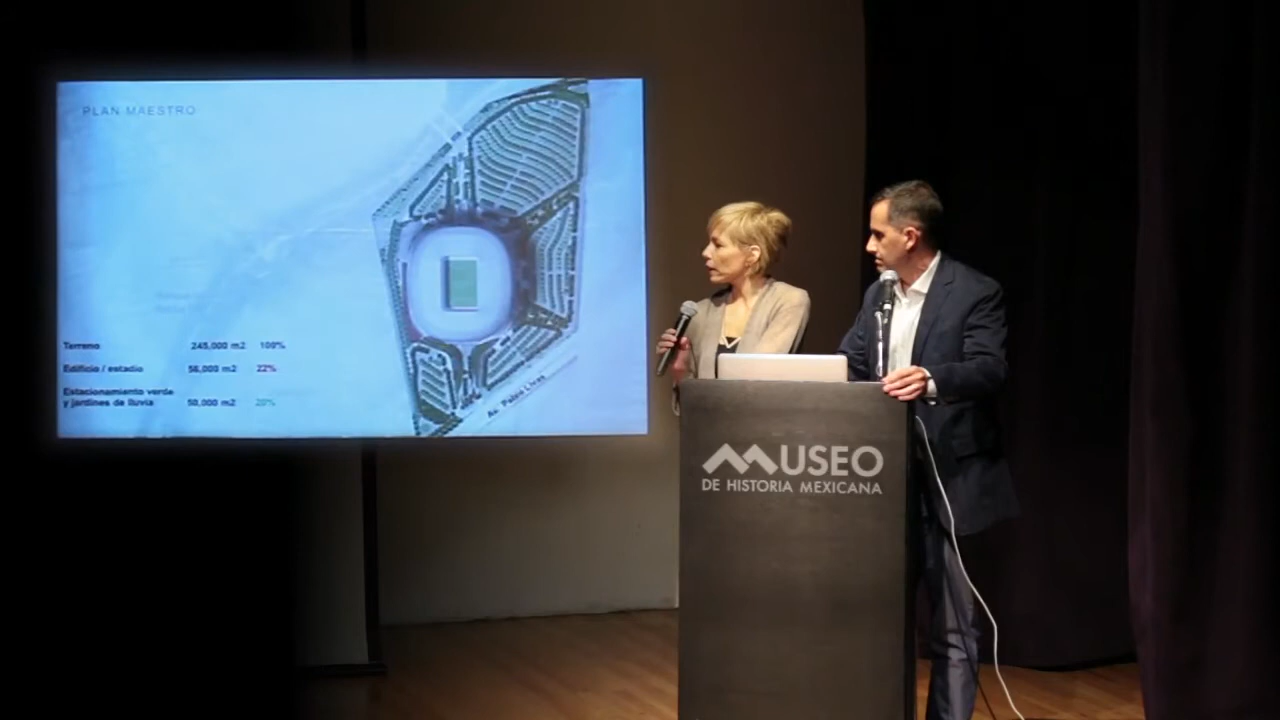 PLAN MAESTRO
Terreno 245,000 m2 100%
Edificio / estadio 56,000 m2 22%
Estacionamiento verde
y jardines de lluvia 50,000 m2 20%
Av. Pablo Livas
MUSEO
DE HISTORIA MEXICANA